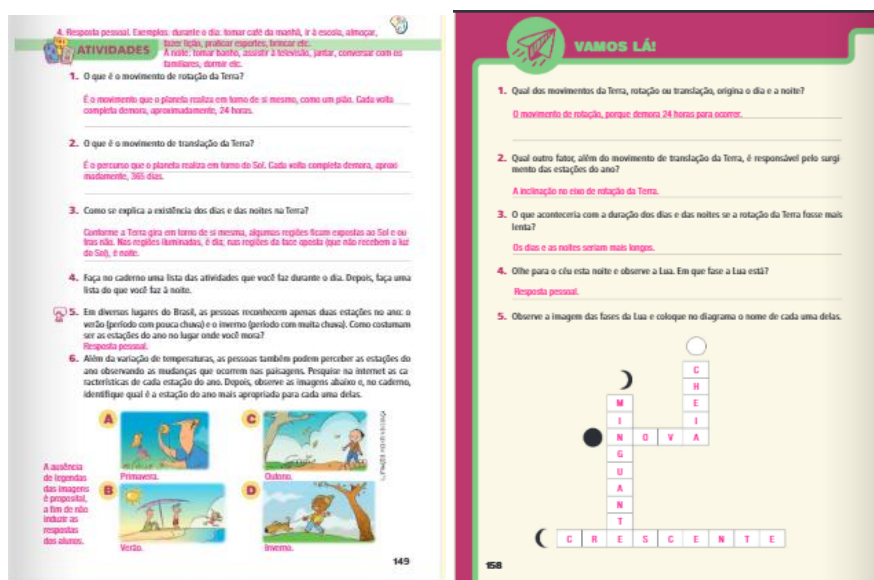 4. Resposta pessoal. Exemplos: durante o dia: tomar café da manhã, ir à escola, almoçar,
fazer lição, praticar esportes, brincar etc.
ATIVIDADES
À noite: tomar banho, assistir à televisão, jantar, conversar com os
familiares, dormir etc.
1. O que é o movimento de rotação da Terra?
É o movimento que o planeta realiza em torno de si mesmo, como um pião. Cada volta
completa demora, aproximadamente, 24 horas.
2. O que é o movimento de translação da Terra?
É o percurso que o planeta realiza em torno do Sol. Cada volta completa demora, aproxi-
madamente, 365 dias.
3. Como se explica a existência dos dias e das noites na Terra?
Conforme a Terra gira em torno de si mesma, algumas regiões ficam expostas ao Sol e ou-
tras não. Nas regiões iluminadas, é dia; nas regiões da face oposta (que não recebem a luz
do Sol), é noite.
4. Faça no caderno uma lista das atividades que você faz durante o dia. Depois, faça uma
lista do que você faz à noite.
5. Em diversos lugares do Brasil, as pessoas reconhecem apenas duas estações no ano: o
verão (período com pouca chuva) e o inverno (período com muita chuva). Como costumam
ser as estações do ano no lugar onde você mora?
Resposta pessoal.
6. Além da variação de temperaturas, as pessoas também podem perceber as estações do
ano observando as mudanças que ocorrem nas paisagens. Pesquise na internet as ca-
racterísticas de cada estação do ano. Depois, observe as imagens abaixo e, no caderno,
identifique qual é a estação do ano mais apropriada para cada uma delas.
A
C
Primavera.
Outono.
A ausência
de legendas
das imagens
é proposital,
a fim de não
induzir as
respostas
dos alunos.
B
D
Verão.
Inverno.
149
VAMOS LÁ!
1. Qual dos movimentos da Terra, rotação ou translação, origina o dia e a noite?
O movimento de rotação, porque demora 24 horas para ocorrer.
2. Qual outro fator, além do movimento de translação da Terra, é responsável pelo surgi-
mento das estações do ano?
A inclinação no eixo de rotação da Terra.
3. O que aconteceria com a duração dos dias e das noites se a rotação da Terra fosse mais
lenta?
Os dias e as noites seriam mais longos.
4. Olhe para o céu esta noite e observe a Lua. Em que fase a Lua está?
Resposta pessoal.
5. Observe a imagem das fases da Lua e coloque no diagrama o nome de cada uma delas.
C
H
M E
I I
N O V A
G
U
A
N
T
C R E S C E N T E
158